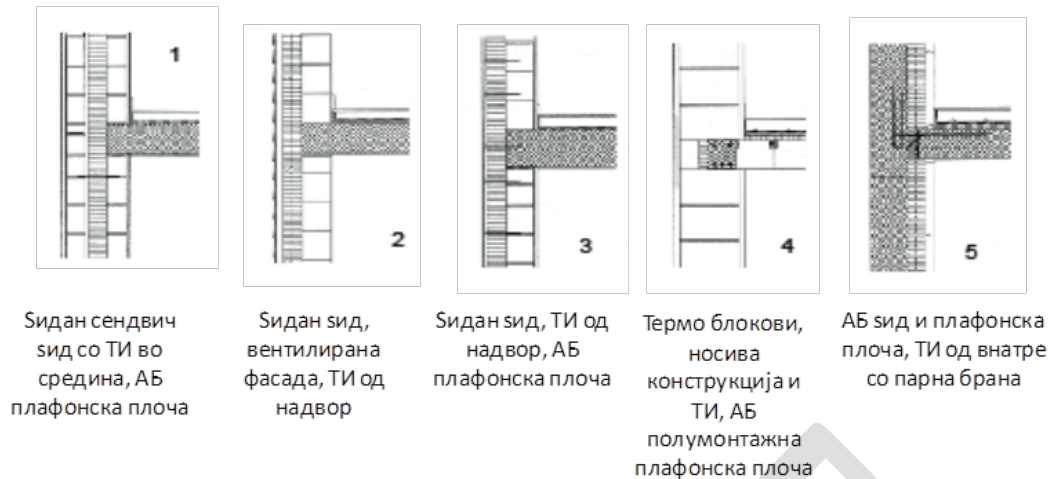 1
2
3
4
5
Ѕидан сендвич
ѕид со ТИ во
средина, АБ
плафонска плоча
Ѕидан ѕид,
вентилирана
фасада, ТИ од
надвор
Ѕидан ѕид, ТИ од
надвор, АБ
плафонска плоча
Термо блокови,
носива
конструкција и
ТИ, АБ
полумонтажна
плафонска плоча
АБ ѕид и плафонска
плоча, ТИ од внатре
со парна брана